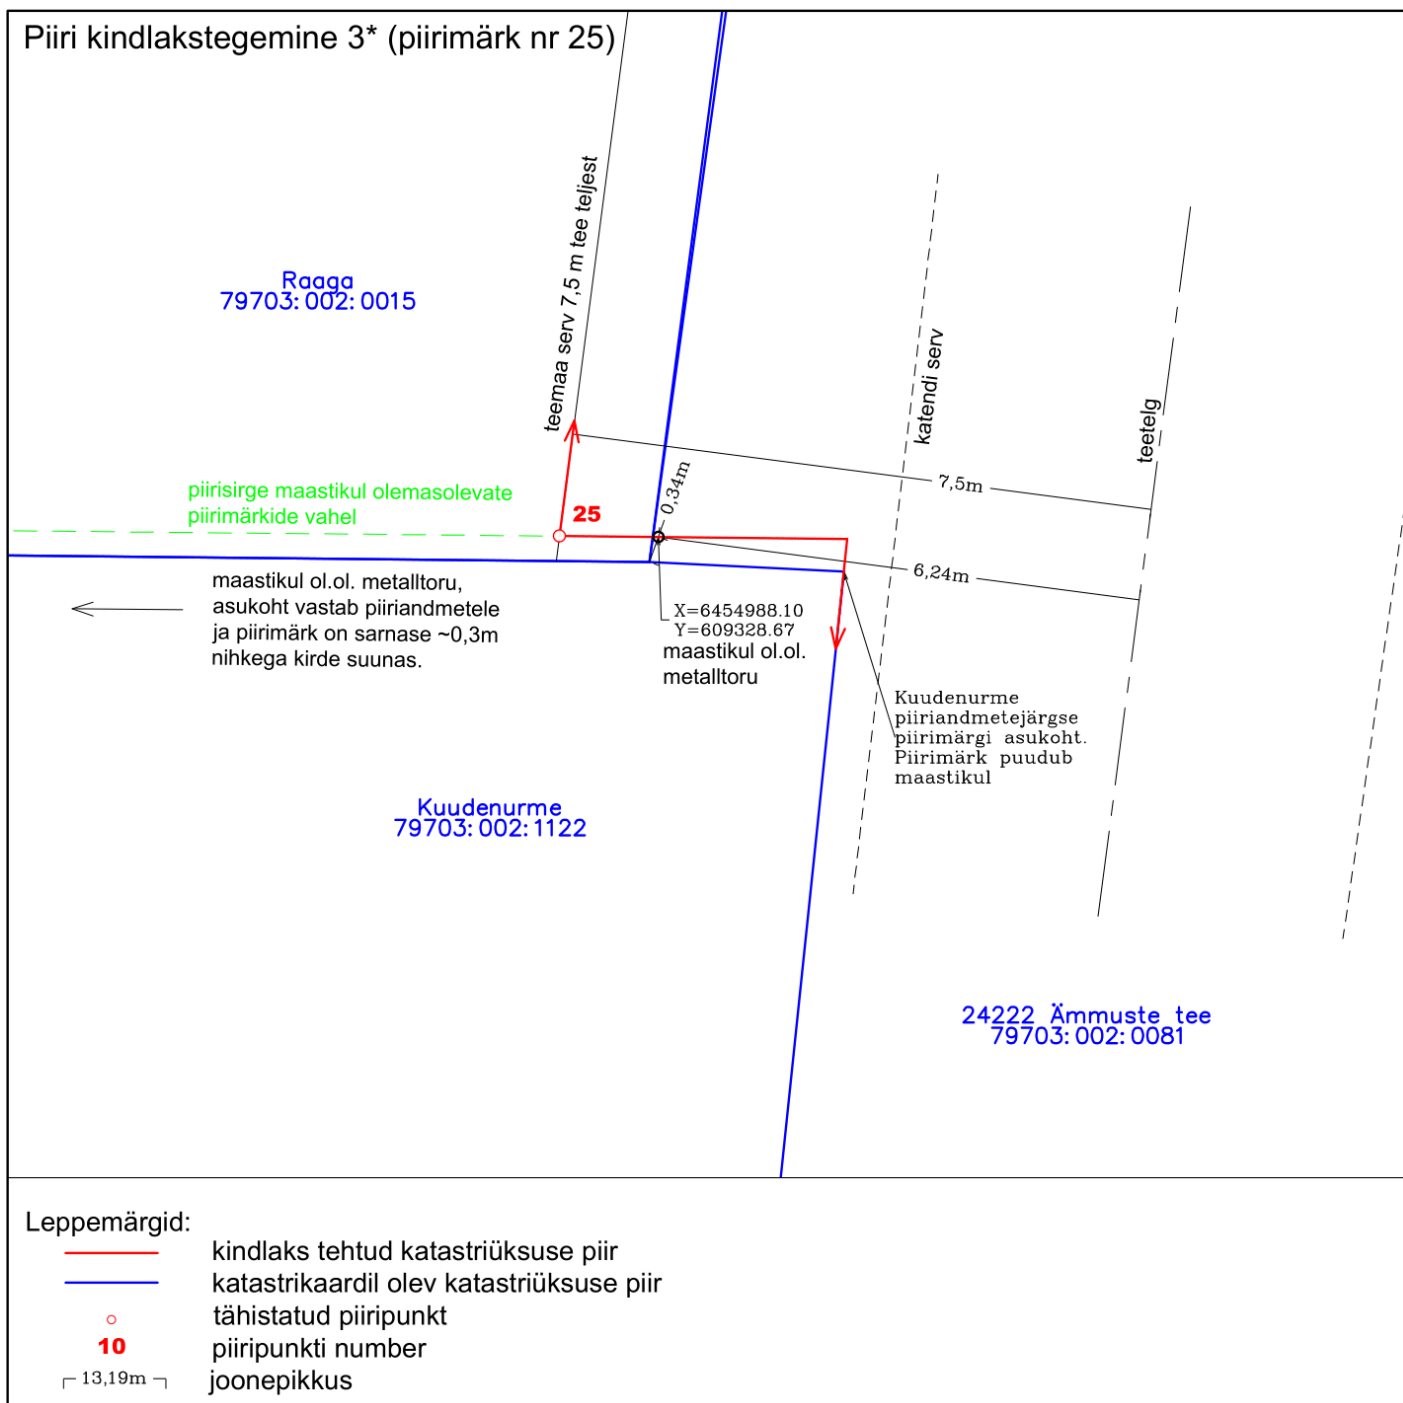 Piiri kindlakstegemine 3* (piirimärk nr 25)
teemaa serv 7,5 m tee teljest
Raaga
79703:002:0015
katendi serv
teetelg
7,5m
0,34m
piirisirge maastikul olemasolevate
piirimärkide vahel
25
6,24m
maastikul ol.ol. metalltoru,
asukoht vastab piiriandmetele
ja piirimärk on sarnase ~0,3m
nihkega kirde suunas.
X=6454988.10
Y=609328.67
maastikul ol.ol.
metalltoru
Kuudenurme
piiriandmetejärgse
piirimärgi asukoht.
Piirimärk puudub
maastikul
Kuudenurme
79703:002:1122
24222 Ämmuste tee
79703:002:0081
Leppemärgid:
kindlaks tehtud katastriüksuse piir
katastrikaardil olev katastriüksuse piir
tähistatud piiripunkt
10 piiripunkti number
13,19m joonepikkus